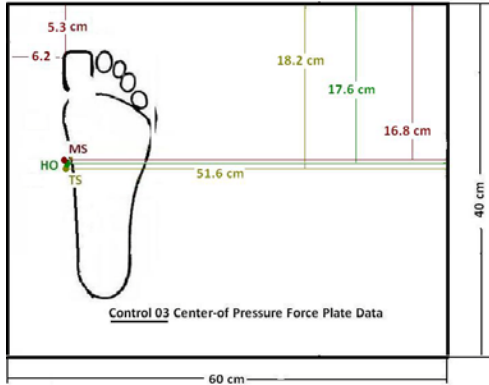 5.3 cm
6.2
18.2 cm
17.6 cm
16.8 cm
MS
HO
TS
51.6 cm
40 cm
Control 03 Center-of Pressure Force Plate Data
60 cm